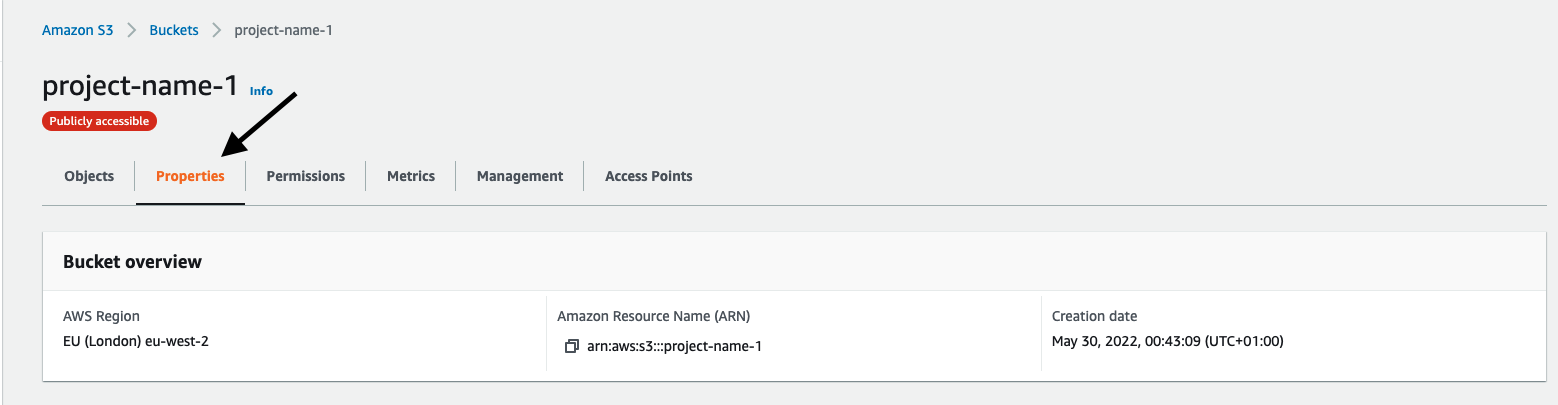 Amazon S3 > Buckets > project-name-1
project-name-1 Info
Publicly accessible
Objects Properties Permissions Metrics Management Access Points
Bucket overview
AWS Region Amazon Resource Name (ARN) Creation date
EU (London) eu-west-2 arn:aws:s3:::project-name-1 May 30, 2022, 00:43:09 (UTC+01:00)